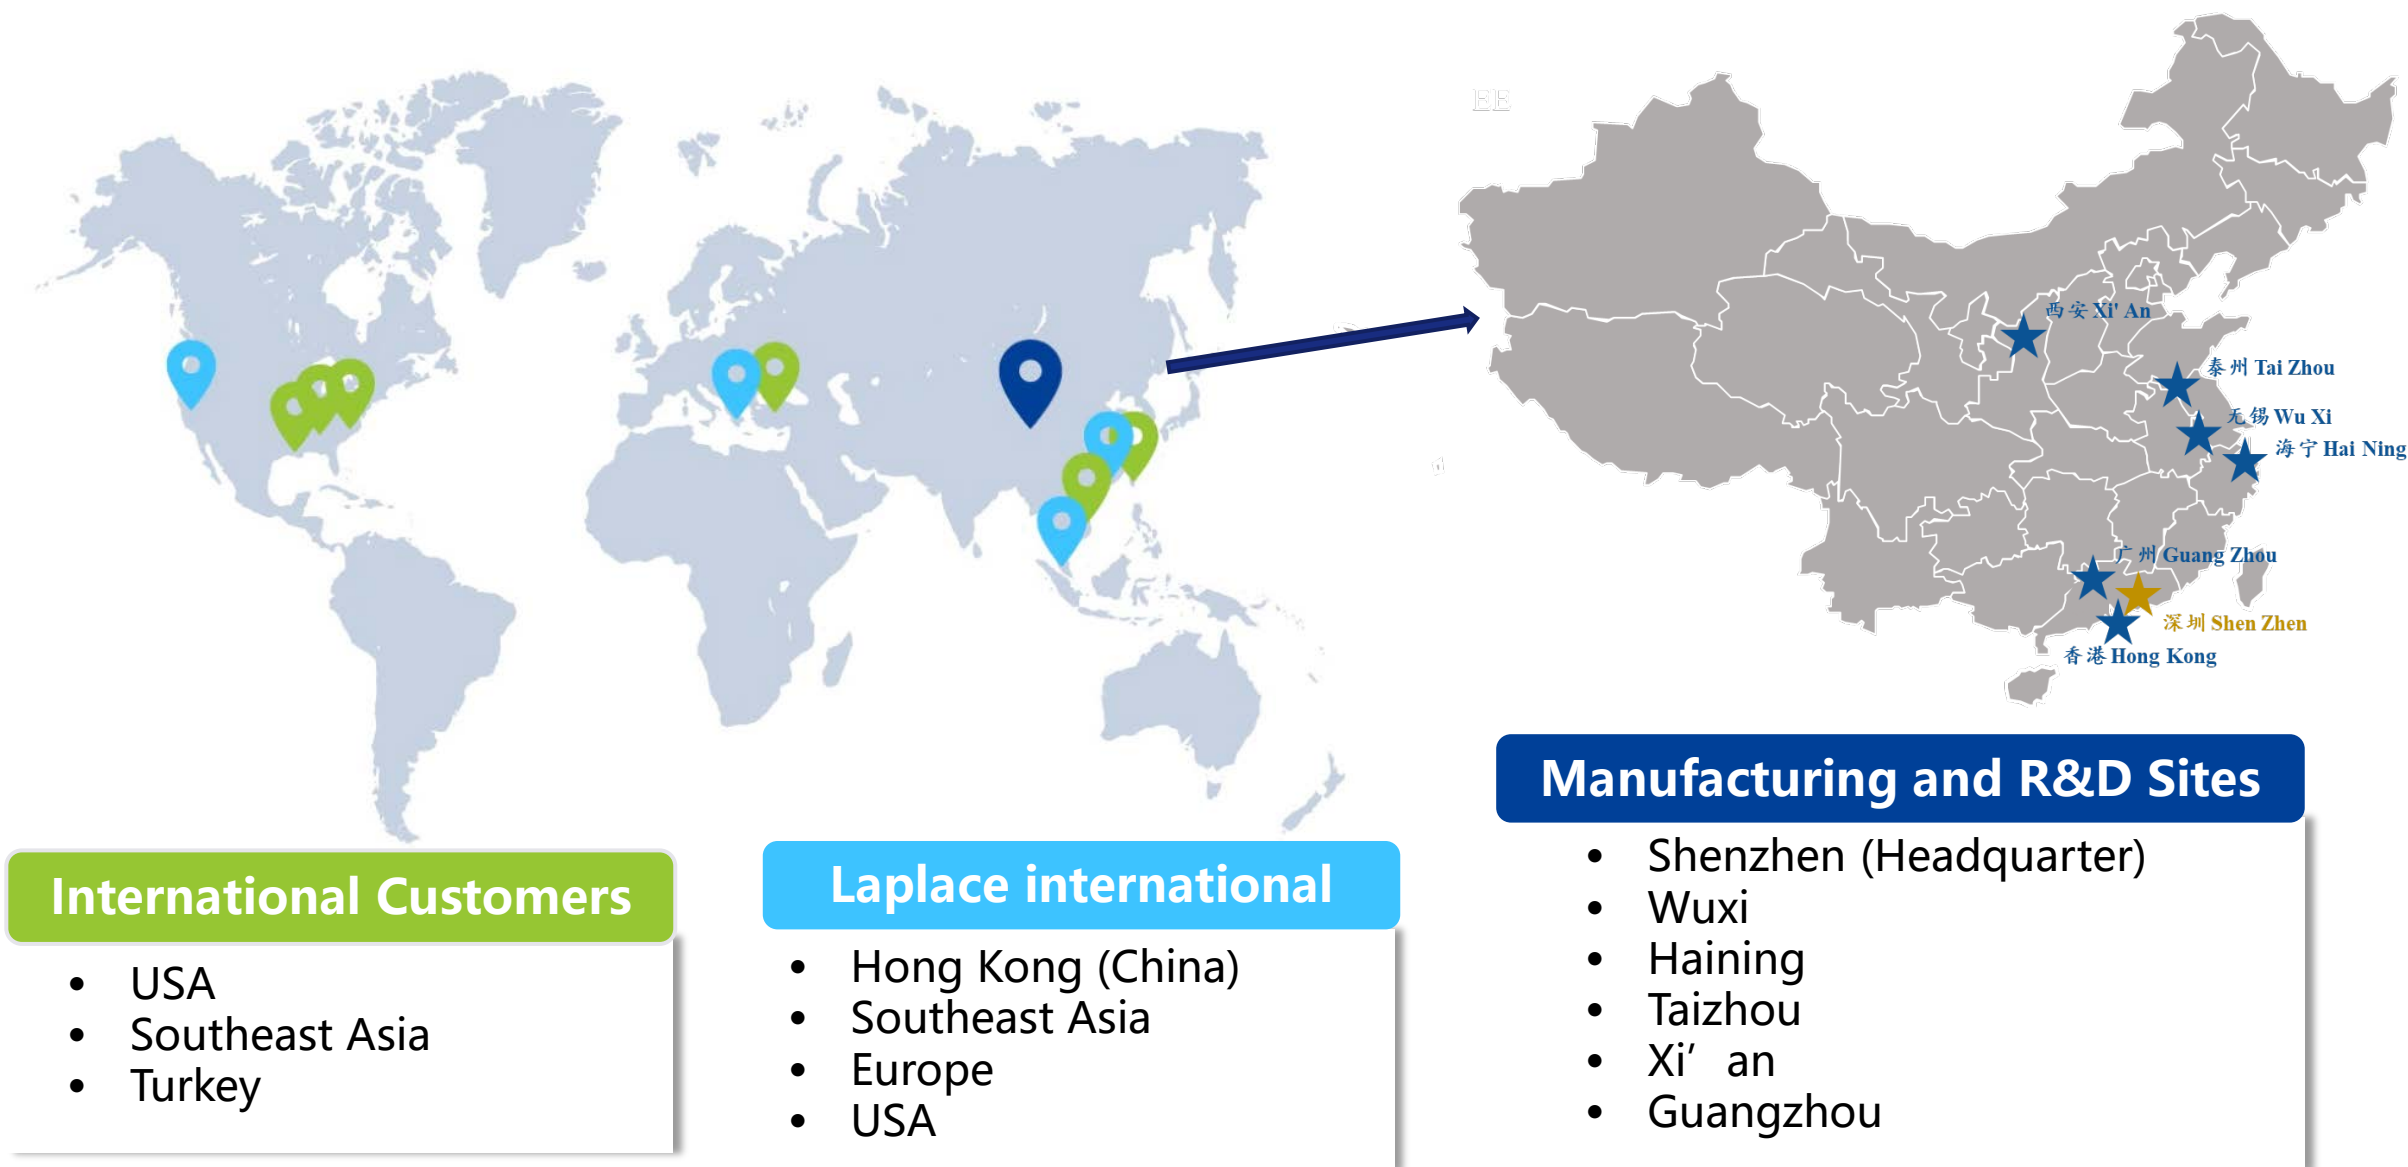 EE
西安 Xi' An
泰州 Tai Zhou
无锡 Wu Xi
海宁 Hai Ning
广州 Guang Zhou
深圳 Shen Zhen
香港 Hong Kong
International Customers
• USA
• Southeast Asia
• Turkey
Laplace international
• Hong Kong (China)
• Southeast Asia
• Europe
• USA
Manufacturing and R&D Sites
• Shenzhen (Headquarter)
• Wuxi
• Haining
• Taizhou
• Xi’ an
• Guangzhou